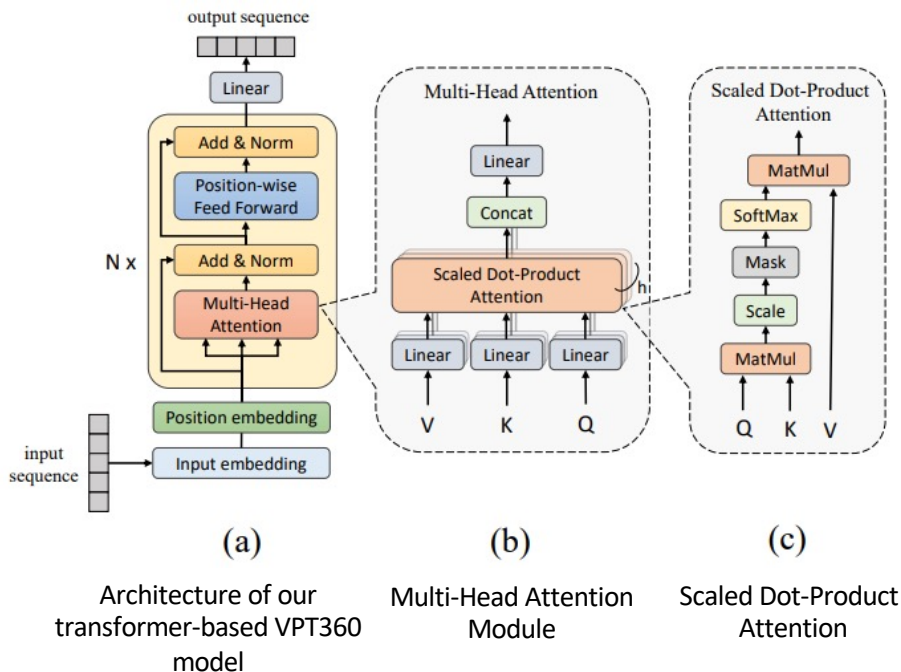 output sequence
Linear
Add & Norm
Position-wise
Feed Forward
N x
Add & Norm
Multi-Head
Attention
Position embedding
input
sequence
Input embedding
Multi-Head Attention
Linear
Concat
Scaled Dot-Product
Attention
h
Linear
Linear
Linear
V
K
Q
Scaled Dot-Product
Attention
MatMul
SoftMax
Mask
Scale
MatMul
Q
K
V
(a)
(b)
(c)
Architecture of our
transformer-based VPT360
model
Multi-Head Attention
Module
Scaled Dot-Product
Attention